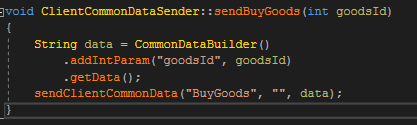 void ClientCommonDataSender::sendBuyGoods(int goodsId)
{
    String data = CommonDataBuilder()
        .addIntParam("goodsId", goodsId)
        .getData();
    sendClientCommonData("BuyGoods", "", data);
}